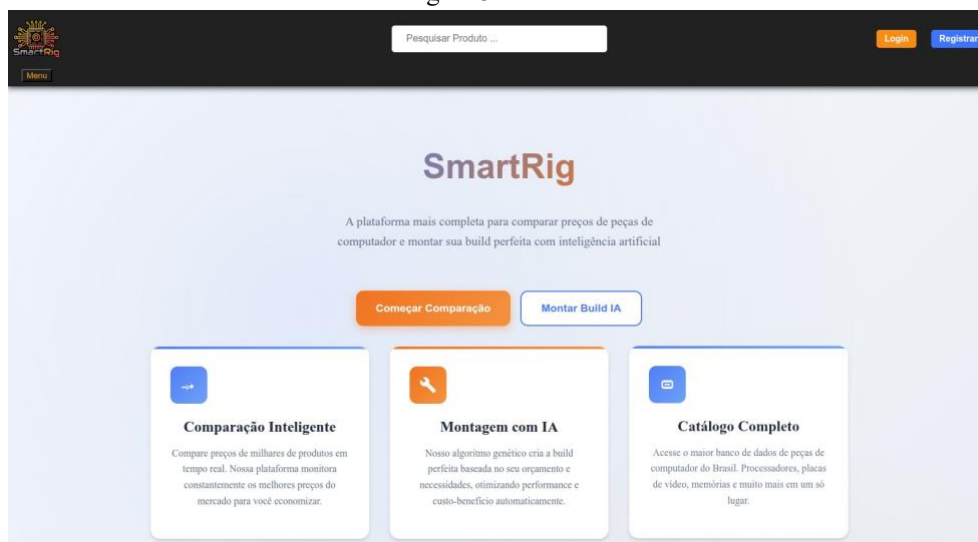 SmartRig
Pesquisar Produto ...
Login
Registrar
Menu
SmartRig
A plataforma mais completa para comparar preços de peças de
computador e montar sua build perfeita com inteligência artificial
Começar Comparação
Montar Build IA
Comparação Inteligente
Compare preços de milhares de produtos em
tempo real. Nossa plataforma monitora
constantemente os melhores preços do
mercado para você economizar.
Montagem com IA
Nosso algoritmo genético cria a build
perfeita baseada no seu orçamento e
necessidades, otimizando performance e
custo-benefício automaticamente.
Catálogo Completo
Acesse o maior banco de dados de peças de
computador do Brasil. Processadores, placas
de vídeo, memórias e muito mais em um só
lugar.